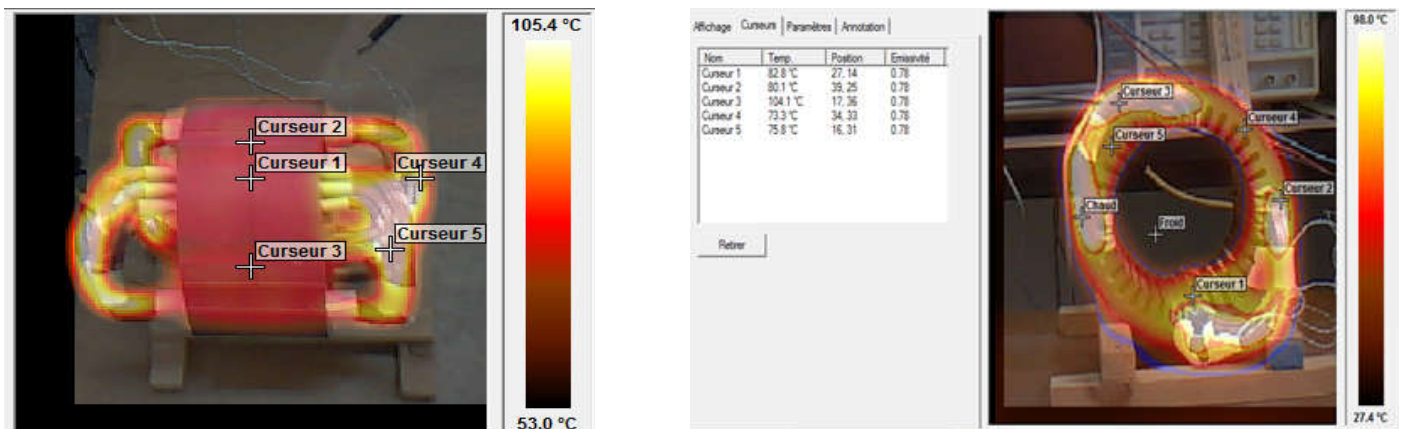 105.4 °C
Curseur 2
Curseur 1
Curseur 4
Curseur 5
Curseur 3
53.0 °C
Affichage Curseurs Paramètres Annotation
Nom Temp. Position Emissivité
Curseur 1 82.8 °C 27, 14 0.78
Curseur 2 80.1 °C 39, 25 0.78
Curseur 3 104.1 °C 17, 36 0.78
Curseur 4 73.3 °C 34, 33 0.78
Curseur 5 75.8 °C 16, 31 0.78
Retirer
98.0 °C
Curseur 3
Curseur 4
Curseur 5
Curseur 2
Chaud
Froid
Curseur 1
27.4 °C